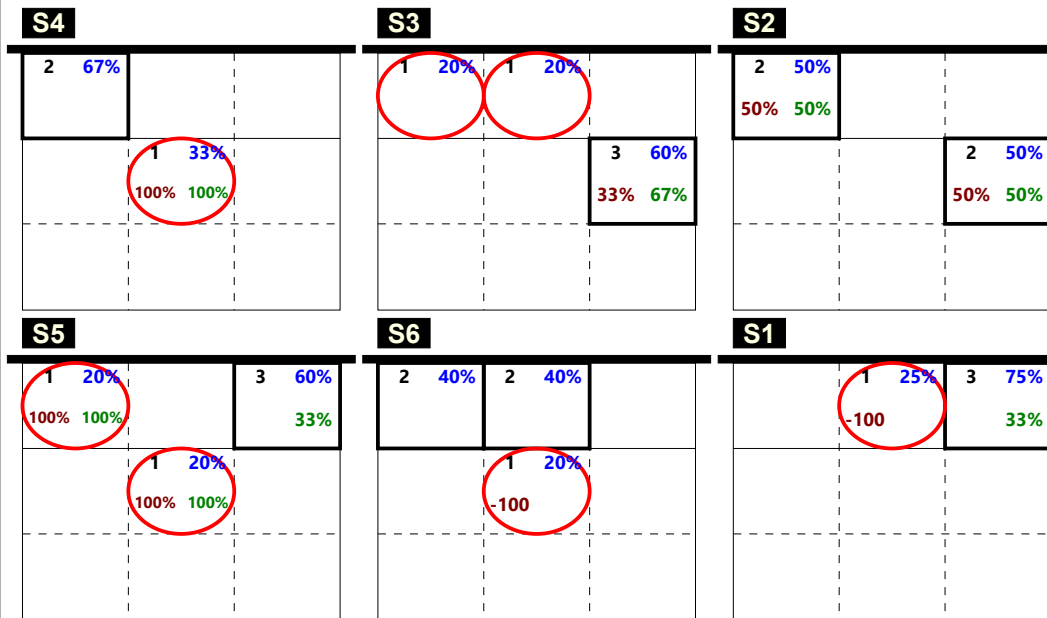 S4 S3 S2
2 67% 1 20% 1 20% 2 50%
50% 50%
1 33% 3 60% 2 50%
100% 100% 33% 67% 50% 50%
S5 S6 S1
1 20% 3 60% 2 40% 2 40% 1 25% 3 75%
100% 100% 33% -100 33%
1 20% 1 20%
100% 100% -100